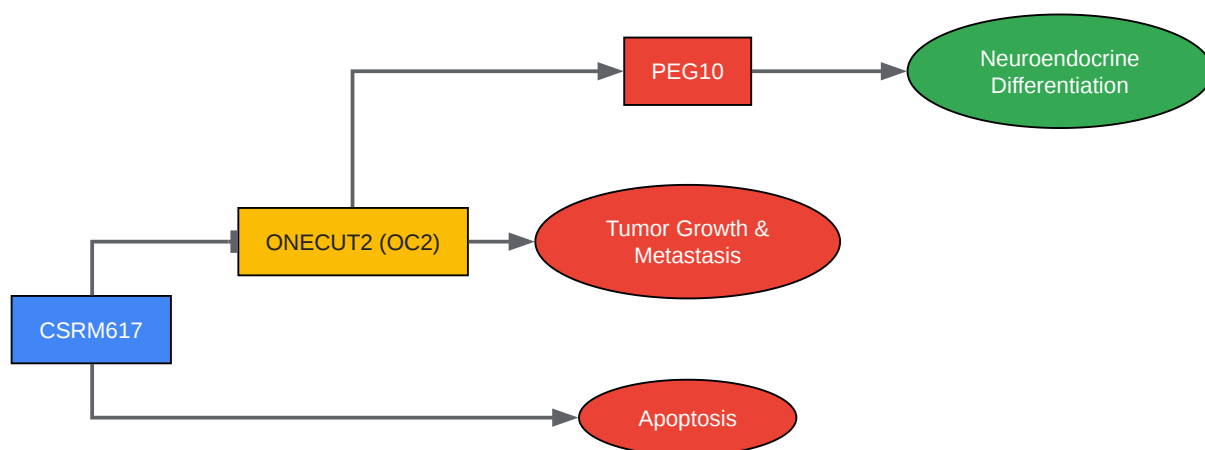 PEG10
Neuroendocrine
Differentiation
ONECUT2 (OC2)
Tumor Growth &
Metastasis
CSRM617
Apoptosis